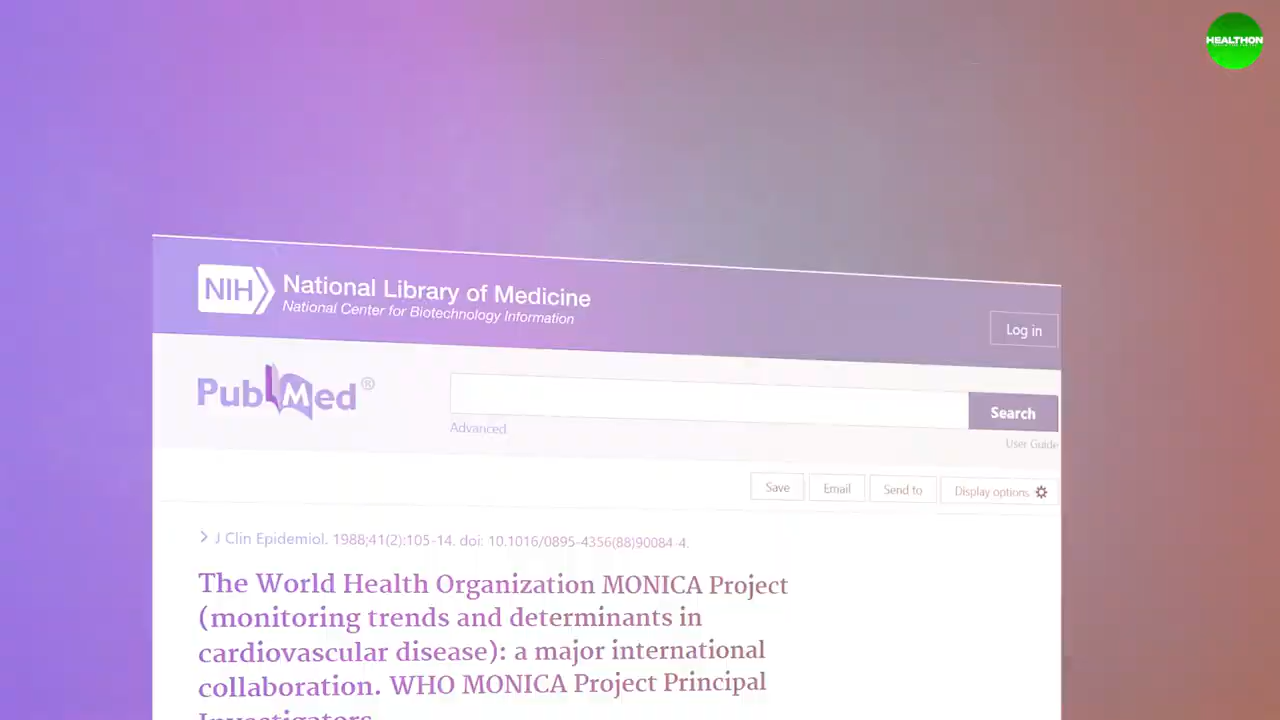 HEALTHON
NIH National Library of Medicine
National Center for Biotechnology Information
Log in
PubMed®
Search
Advanced
User Guide
Save
Email
Send to
Display options
J Clin Epidemiol. 1988;41(2):105-14. doi: 10.1016/0895-4356(88)90084-4.
The World Health Organization MONICA Project
(monitoring trends and determinants in
cardiovascular disease): a major international
collaboration. WHO MONICA Project Principal
Investigators